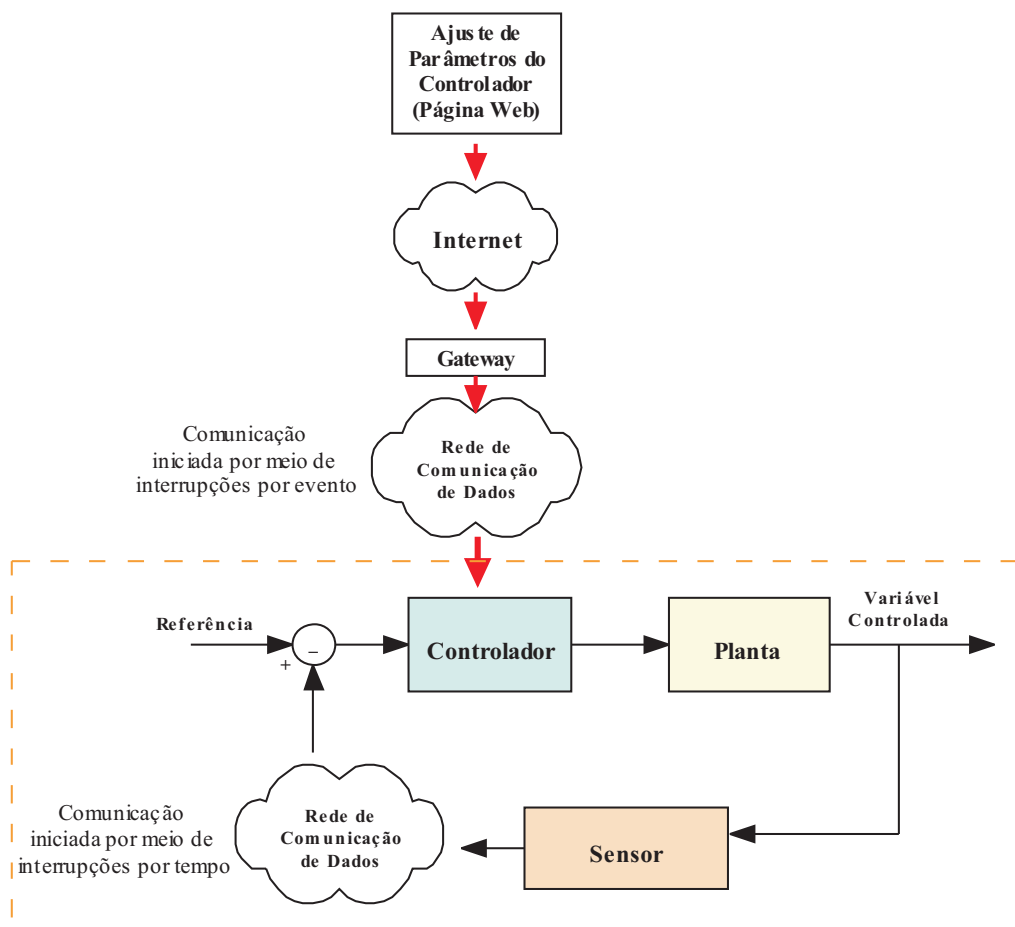 Ajuste de
Parâmetros do
Controlador
(Página Web)
Internet
Gateway
Comunicação
iniciada por meio de
interrupções por evento
Rede de
Comunicação
de Dados
Referência
+
−
Controlador
Planta
Variável
Controlada
Comunicação
iniciada por meio de
interrupções por tempo
Rede de
Comunicação
de Dados
Sensor